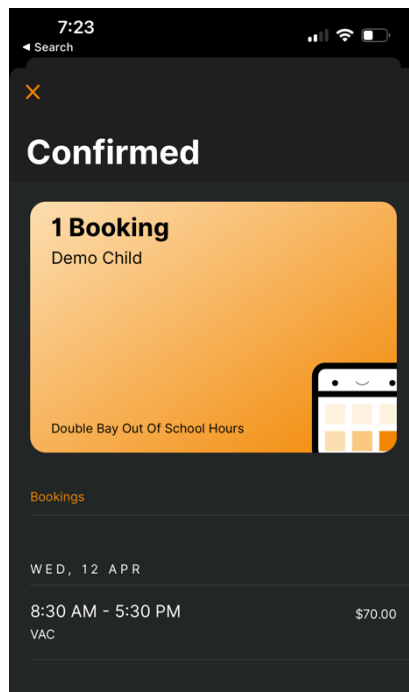 7:23
◀ Search
Confirmed
1 Booking
Demo Child
Double Bay Out Of School Hours
Bookings
WED, 12 APR
8:30 AM - 5:30 PM
$70.00
VAC